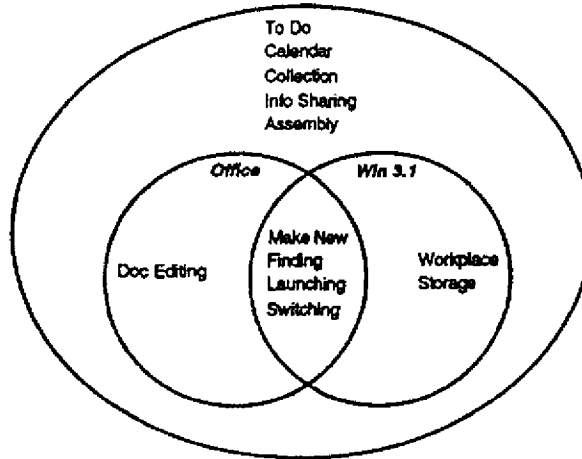 To Do
Calendar
Collection
Info Sharing
Assembly
Office
Win 3.1
Doc Editing
Make New
Finding
Launching
Switching
Workplace
Storage